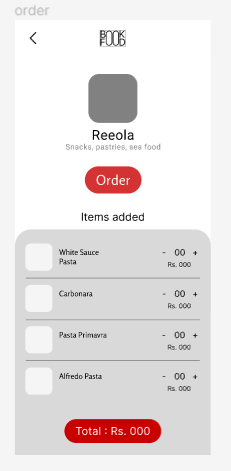 order
BOOK
FOOD
Reeola
Snacks, pastries, sea food
Order
Items added
White Sauce
Pasta
- 00 +
Rs. 000
Carbonara
- 00 +
Rs. 000
Pasta Primavra
- 00 +
Rs. 000
Alfredo Pasta
- 00 +
Rs. 000
Total : Rs. 000